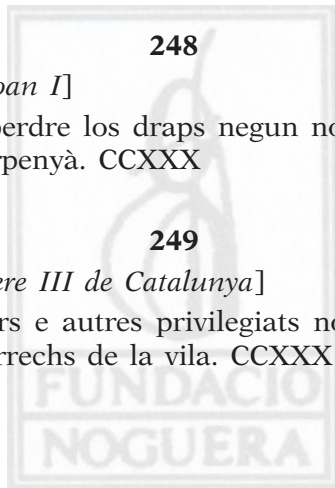 248
oan I]
perdre los draps negun no
rpenyà. CCXXX
249
ere III de Catalunya]
rs e autres privilegiats no
rrechs de la vila. CCXXX
FUNDACIÓ
NOGUERA